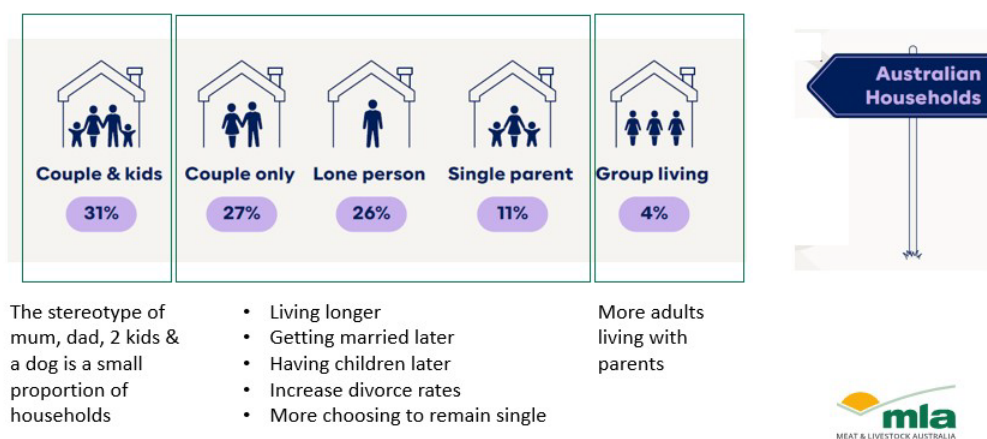 Australian
Households
Couple & kids
Couple only
Lone person
Single parent
Group living
31%
27%
26%
11%
4%
The stereotype of
mum, dad, 2 kids &
a dog is a small
proportion of
households
• Living longer
• Getting married later
• Having children later
• Increase divorce rates
• More choosing to remain single
More adults
living with
parents
mla
MEAT & LIVESTOCK AUSTRALIA